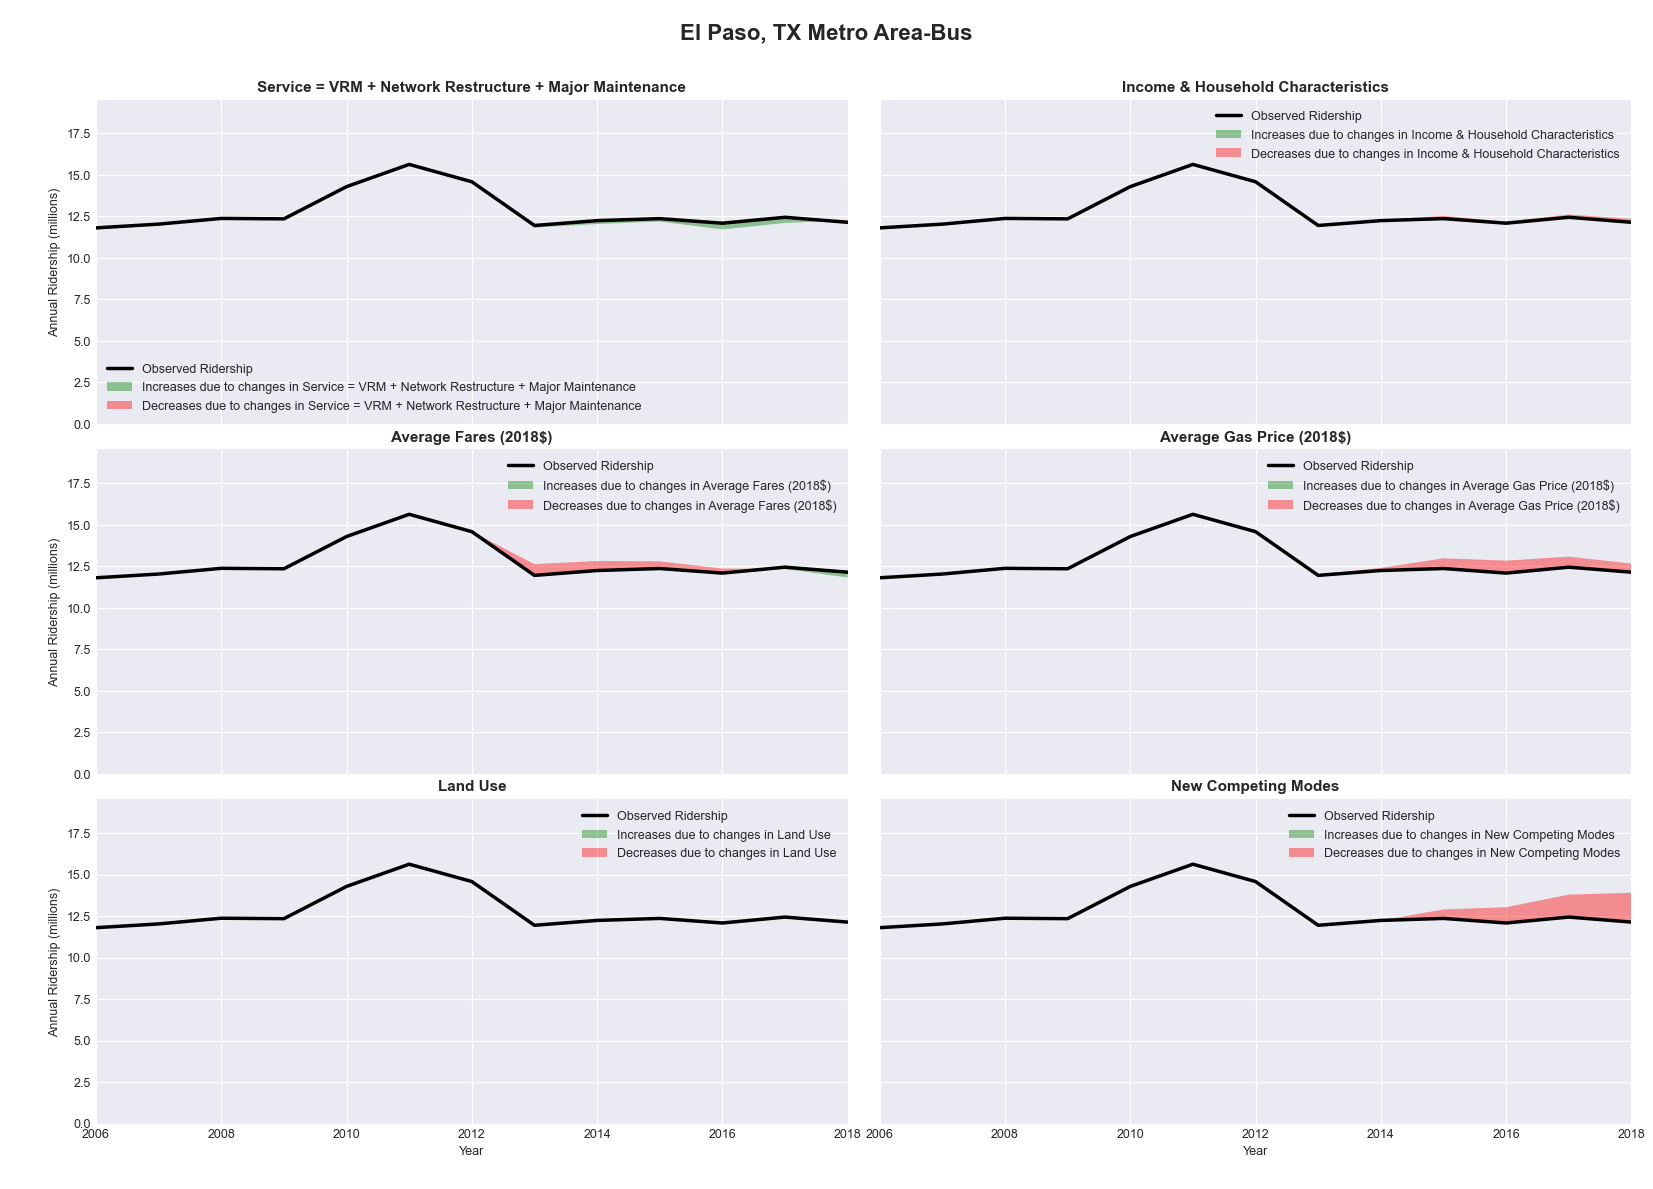 El Paso, TX Metro Area-Bus
Service = VRM + Network Restructure + Major Maintenance
Annual Ridership (millions)
17.5
15.0
12.5
10.0
7.5
5.0
2.5
0.0
Observed Ridership
Increases due to changes in Service = VRM + Network Restructure + Major Maintenance
Decreases due to changes in Service = VRM + Network Restructure + Major Maintenance
Income & Household Characteristics
Observed Ridership
Increases due to changes in Income & Household Characteristics
Decreases due to changes in Income & Household Characteristics
Average Fares (2018$)
Annual Ridership (millions)
17.5
15.0
12.5
10.0
7.5
5.0
2.5
0.0
Observed Ridership
Increases due to changes in Average Fares (2018$)
Decreases due to changes in Average Fares (2018$)
Average Gas Price (2018$)
Observed Ridership
Increases due to changes in Average Gas Price (2018$)
Decreases due to changes in Average Gas Price (2018$)
Land Use
Annual Ridership (millions)
17.5
15.0
12.5
10.0
7.5
5.0
2.5
0.0
Observed Ridership
Increases due to changes in Land Use
Decreases due to changes in Land Use
2006 2008 2010 2012 2014 2016 2018
Year
New Competing Modes
Observed Ridership
Increases due to changes in New Competing Modes
Decreases due to changes in New Competing Modes
2006 2008 2010 2012 2014 2016 2018
Year